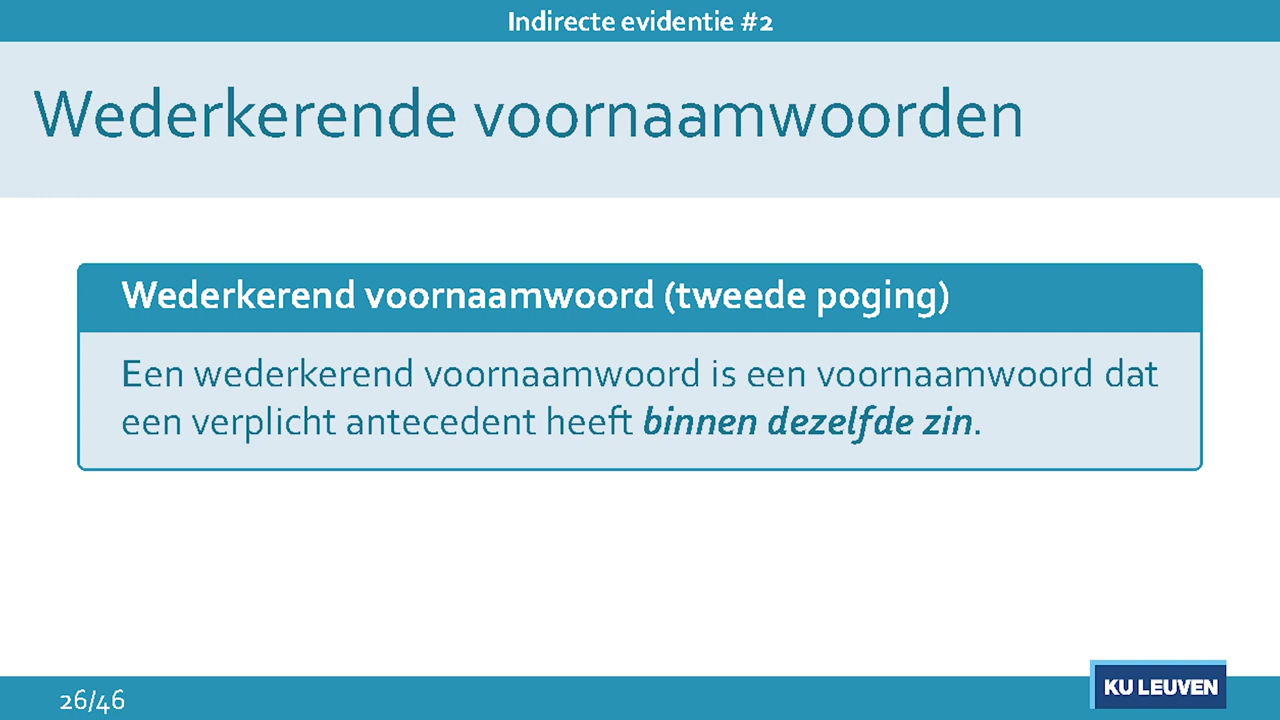 Indirecte evidentie #2
Wederkerende voornaamwoorden
Wederkerend voornaamwoord (tweede poging)
Een wederkerend voornaamwoord is een voornaamwoord dat
een verplicht antecedent heeft binnen dezelfde zin.
26/46
KU LEUVEN